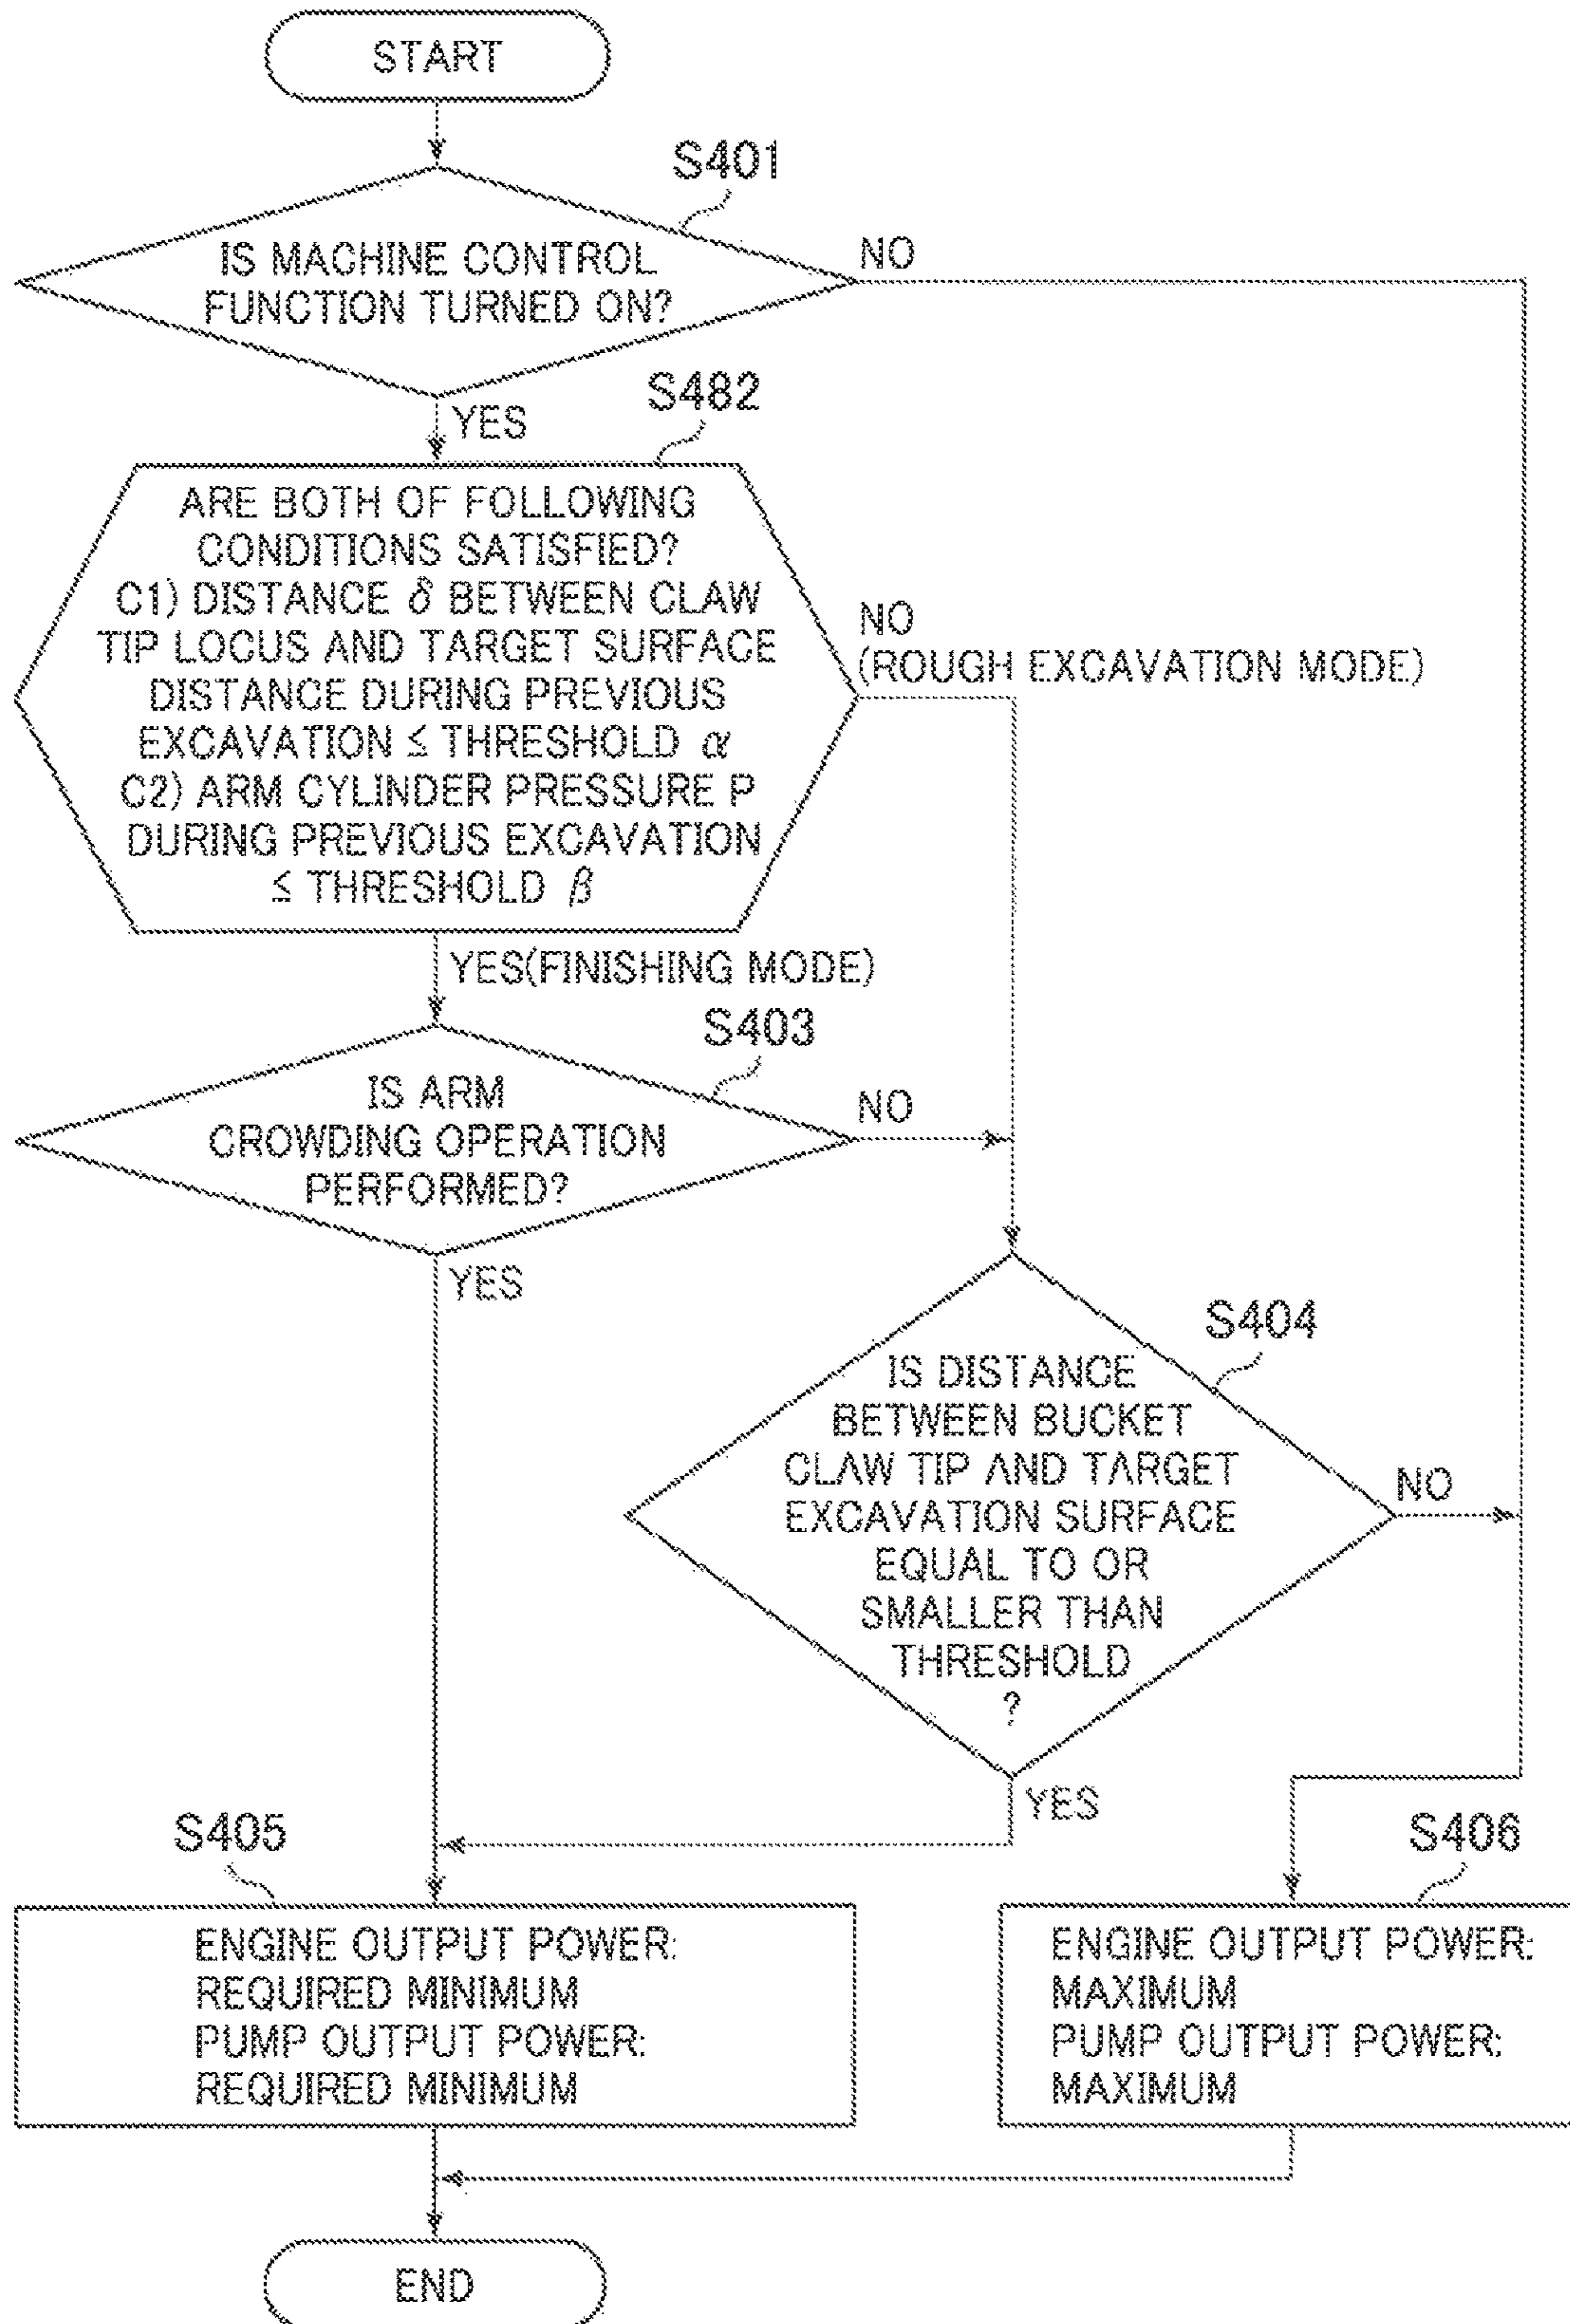 START
S401
IS MACHINE CONTROL
FUNCTION TURNED ON?
NO
YES
S482
ARE BOTH OF FOLLOWING
CONDITIONS SATISFIED?
C1) DISTANCE δ BETWEEN CLAW
TIP LOCUS AND TARGET SURFACE
DISTANCE DURING PREVIOUS
EXCAVATION ≤ THRESHOLD α
C2) ARM CYLINDER PRESSURE P
DURING PREVIOUS EXCAVATION
≤ THRESHOLD β
NO
(ROUGH EXCAVATION MODE)
YES(FINISHING MODE)
S403
IS ARM
CROWDING OPERATION
PERFORMED?
NO
YES
S404
IS DISTANCE
BETWEEN BUCKET
CLAW TIP AND TARGET
EXCAVATION SURFACE
EQUAL TO OR
SMALLER THAN
THRESHOLD
?
NO
YES
S405
ENGINE OUTPUT POWER:
REQUIRED MINIMUM
PUMP OUTPUT POWER:
REQUIRED MINIMUM
S406
ENGINE OUTPUT POWER:
MAXIMUM
PUMP OUTPUT POWER:
MAXIMUM
END